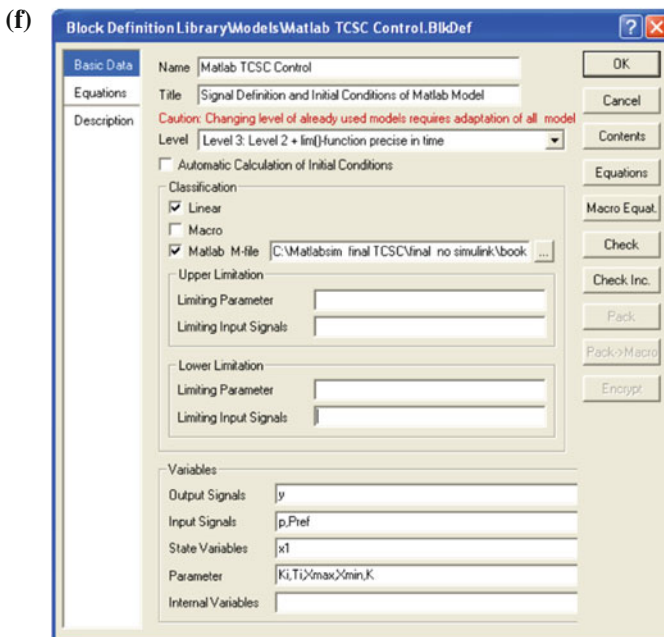 (f)
Block Definition Library\Models\Matlab TCSC Control.BlkDef
Basic Data
Equations
Description
Name Matlab TCSC Control
Title Signal Definition and Initial Conditions of Matlab Model
Caution: Changing level of already used models requires adaptation of all model
Level Level 3: Level 2 + lim()-function precise in time
Automatic Calculation of Initial Conditions
Classification
Linear
Macro
Matlab M-file C:\Matlabsim final TCSC\final no simulink\book ...
Upper Limitation
Limiting Parameter
Limiting Input Signals
Lower Limitation
Limiting Parameter
Limiting Input Signals
Variables
Output Signals y
Input Signals p,Pref
State Variables x1
Parameter Ki,Ti,Xmax,Xmin,K
Internal Variables
OK
Cancel
Contents
Equations
Macro Equat.
Check
Check Inc.
Pack
Pack->Macro
Encrypt